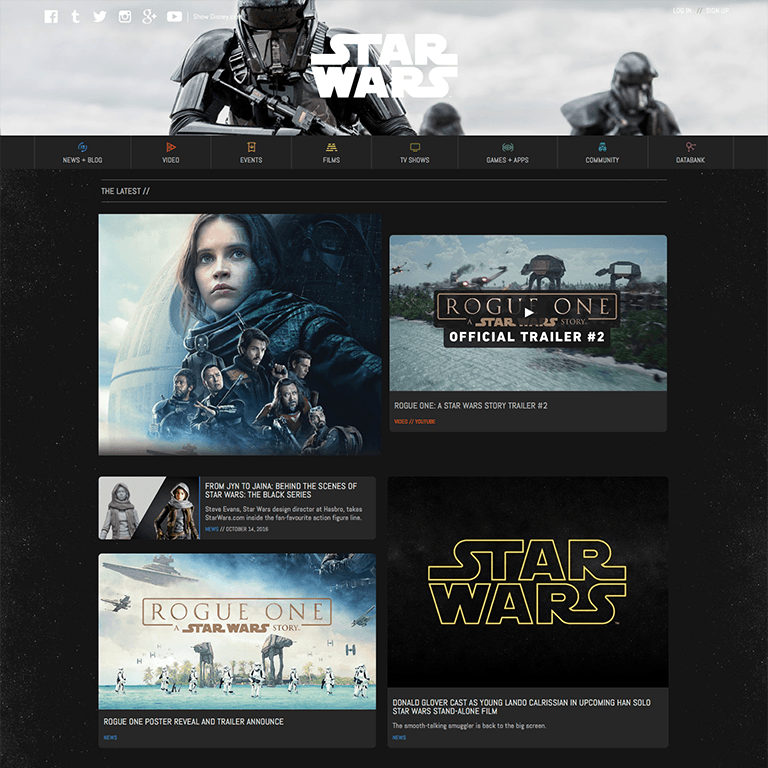 Show Disney.com
LOG IN // SIGN UP
STAR
WARS
NEWS + BLOG
VIDEO
EVENTS
FILMS
TV SHOWS
GAMES + APPS
COMMUNITY
DATABANK
THE LATEST //
ROGUE ONE
A STAR WARS STORY
OFFICIAL TRAILER #2
ROGUE ONE: A STAR WARS STORY TRAILER #2
VIDEO // YOUTUBE
FROM JYN TO JAINA: BEHIND THE SCENES OF
STAR WARS: THE BLACK SERIES
Steve Evans, Star Wars design director at Hasbro, takes
StarWars.com inside the fan-favourite action figure line.
NEWS // OCTOBER 14, 2016
STAR
WARS
ROGUE ONE
A STAR WARS STORY
ROGUE ONE POSTER REVEAL AND TRAILER ANNOUNCE
NEWS
DONALD GLOVER CAST AS YOUNG LANDO CALRISSIAN IN UPCOMING HAN SOLO
STAR WARS STAND-ALONE FILM
The smooth-talking smuggler is back to the big screen.
NEWS